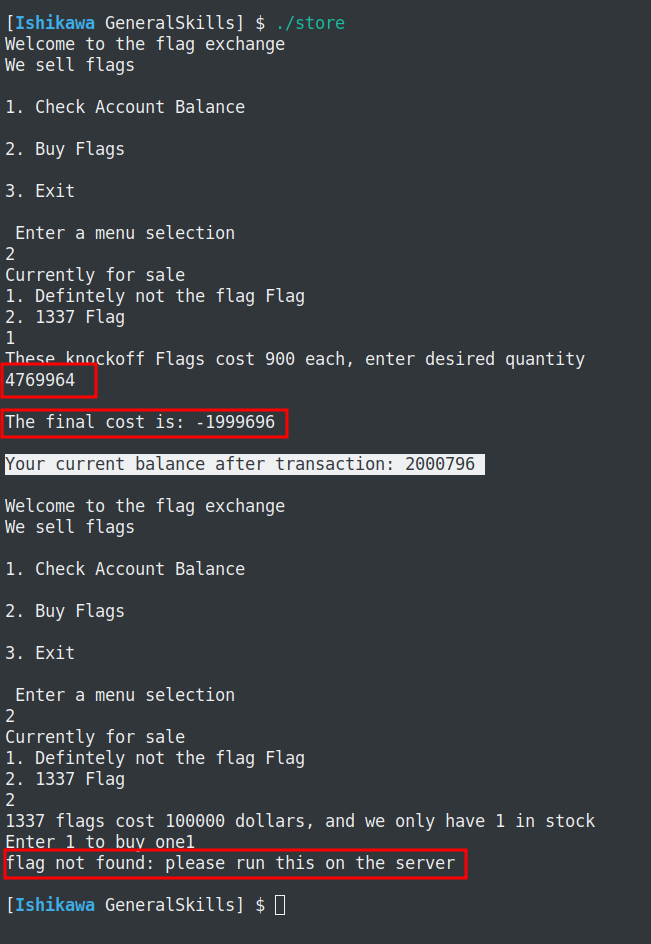 [Ishikawa GeneralSkills] $ ./store
Welcome to the flag exchange
We sell flags
1. Check Account Balance
2. Buy Flags
3. Exit
Enter a menu selection
2
Currently for sale
1. Defintely not the flag Flag
2. 1337 Flag
1
These knockoff Flags cost 900 each, enter desired quantity
4769964
The final cost is: -1999696
Your current balance after transaction: 2000796
Welcome to the flag exchange
We sell flags
1. Check Account Balance
2. Buy Flags
3. Exit
Enter a menu selection
2
Currently for sale
1. Defintely not the flag Flag
2. 1337 Flag
2
1337 flags cost 100000 dollars, and we only have 1 in stock
Enter 1 to buy one1
flag not found: please run this on the server
[Ishikawa GeneralSkills] $